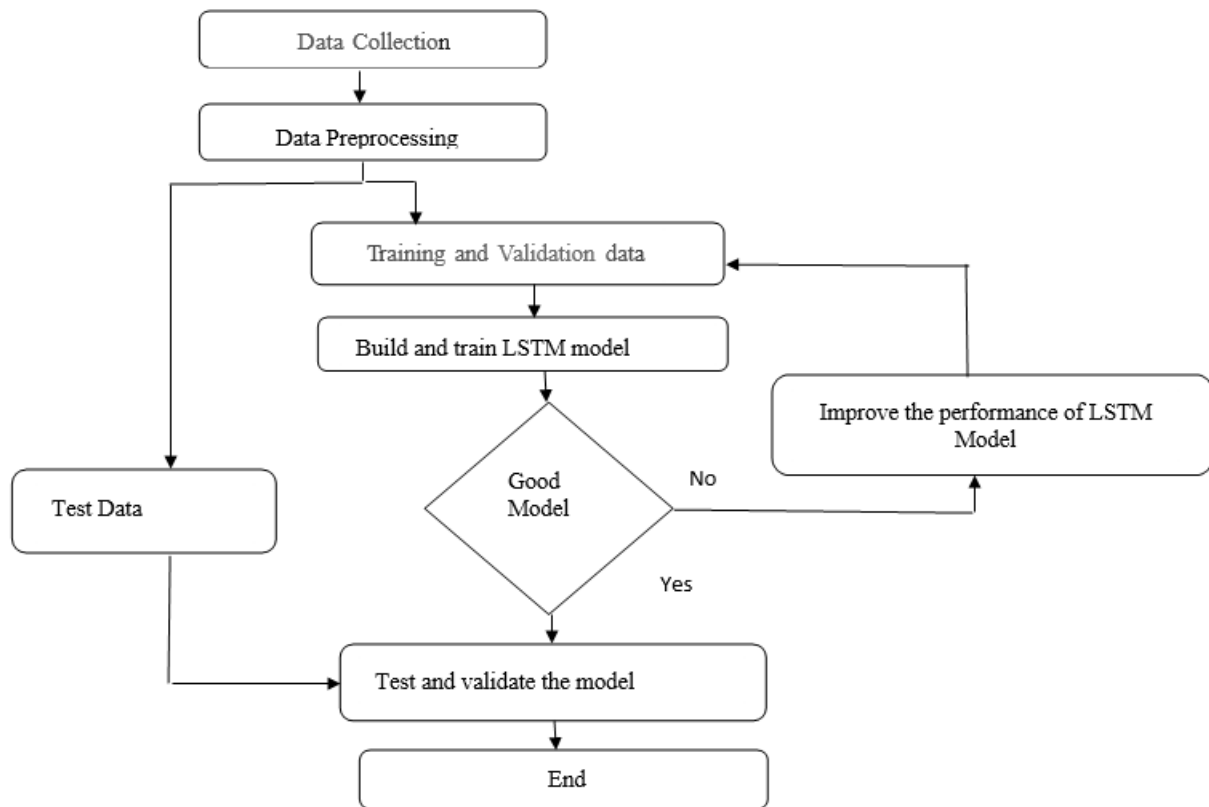 Data Collection
Data Preprocessing
Training and Validation data
Build and train LSTM model
Improve the performance of LSTM
Model
Good
Model
No
Test Data
Yes
Test and validate the model
End